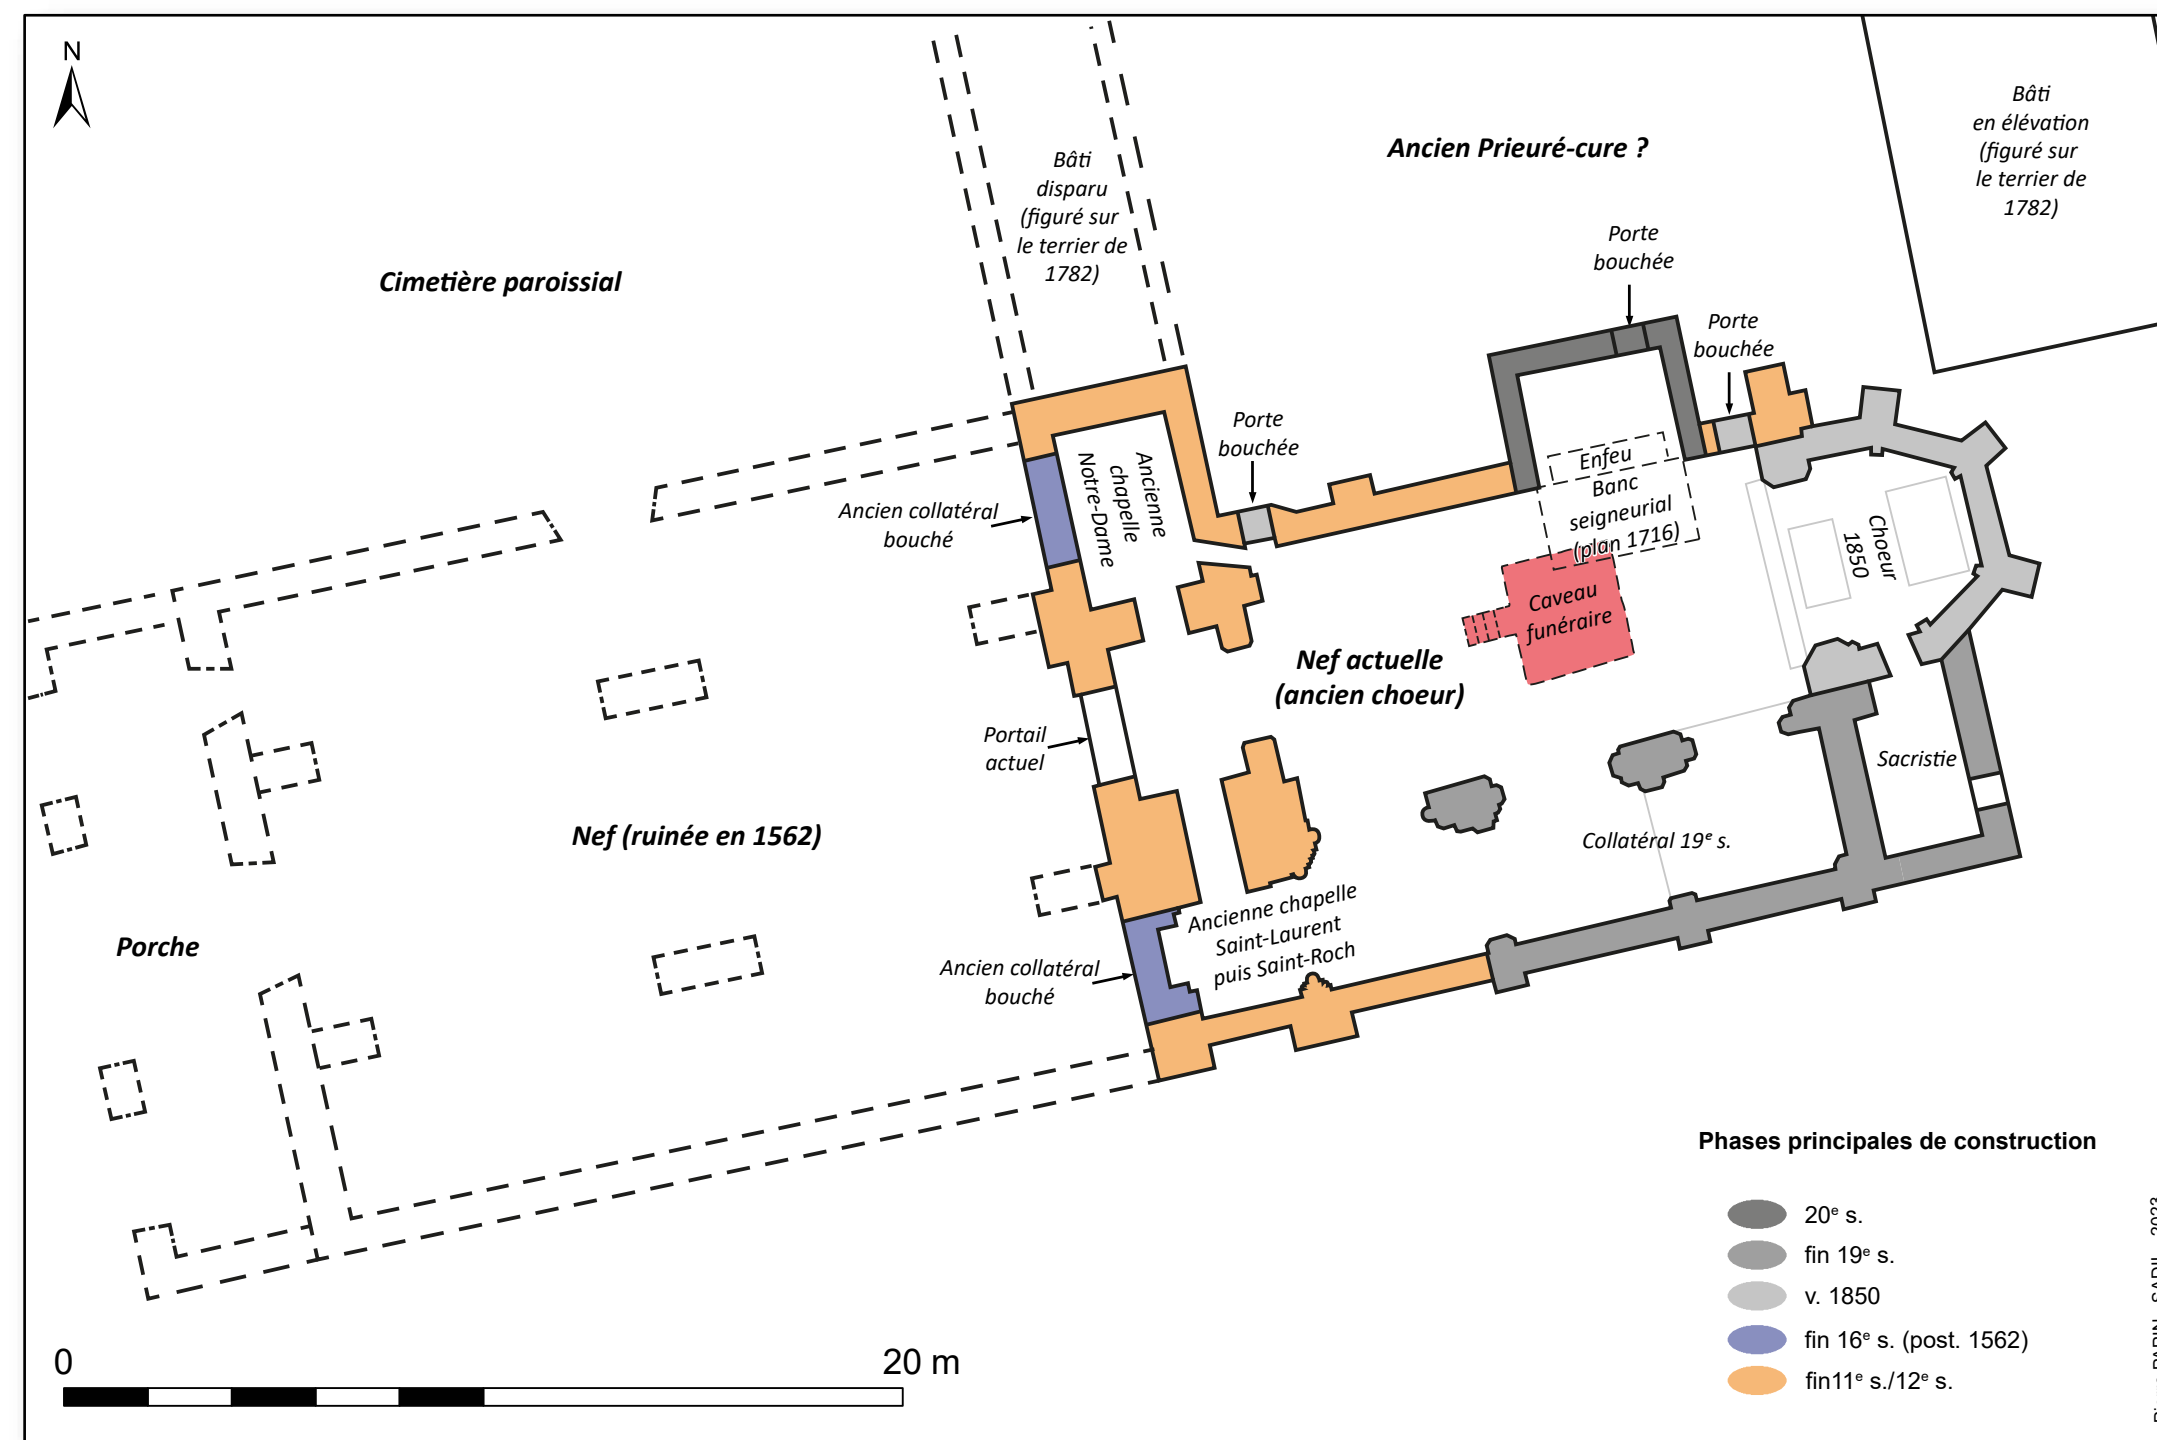 N
Bâti
en élévation
(figuré sur
le terrier de
1782)
Ancien Prieuré-cure ?
Bâti
disparu
(figuré sur
le terrier de
1782)
Cimetière paroissial
Porte
bouchée
Porte
bouchée
Porte
bouchée
Enfeu
Banc
seigneurial
(plan 1716)
Ancienne
chapelle
Notre-Dame
Ancien collatéral
bouché
Choeur
1850
Caveau
funéraire
Nef actuelle
(ancien choeur)
Portail
actuel
Sacristie
Nef (ruinée en 1562)
Collatéral 19e s.
Ancienne chapelle
Saint-Laurent
puis Saint-Roch
Porche
Ancien collatéral
bouché
Phases principales de construction
20e s.
fin 19e s.
v. 1850
fin 16e s. (post. 1562)
fin11e s./12e s.
0
20 m